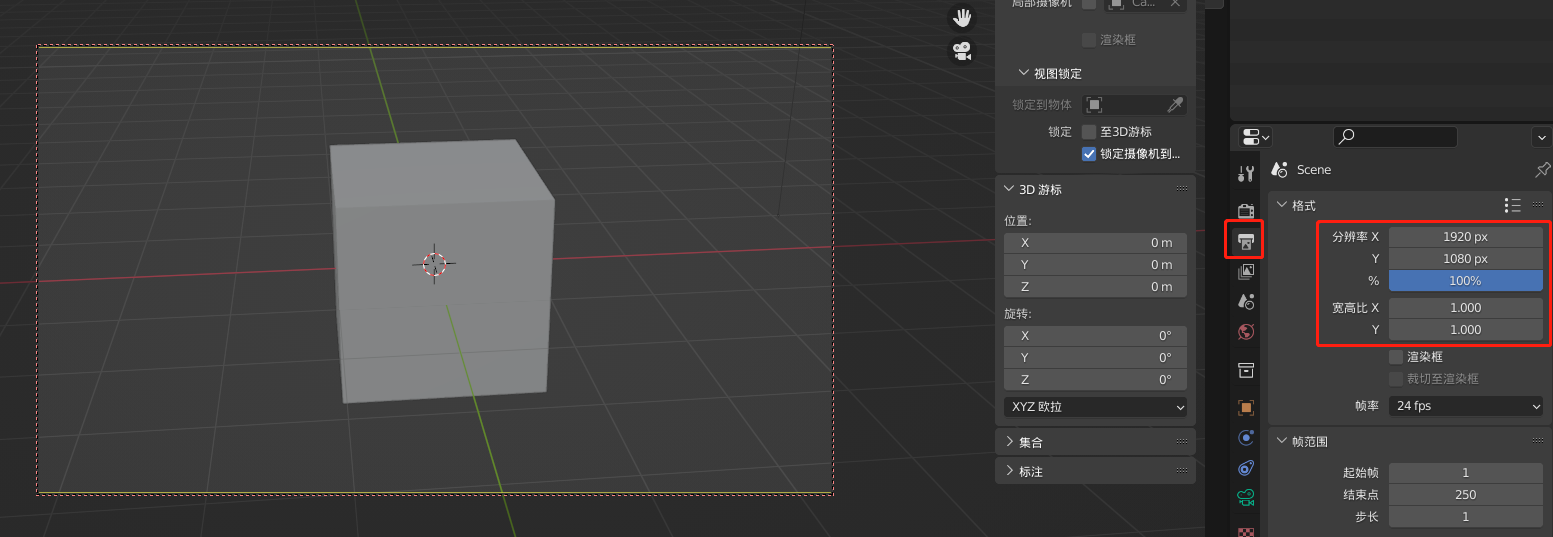 局部摄像机 Ca...
渲染框
视图锁定
锁定到物体
锁定 至3D游标
锁定摄像机到...
3D 游标
位置:
X 0 m
Y 0 m
Z 0 m
旋转:
X 0°
Y 0°
Z 0°
XYZ 欧拉
集合
标注
Scene
格式
分辨率 X 1920 px
Y 1080 px
% 100%
宽高比 X 1.000
Y 1.000
渲染框
裁切至渲染框
帧率 24 fps
帧范围
起始帧 1
结束点 250
步长 1